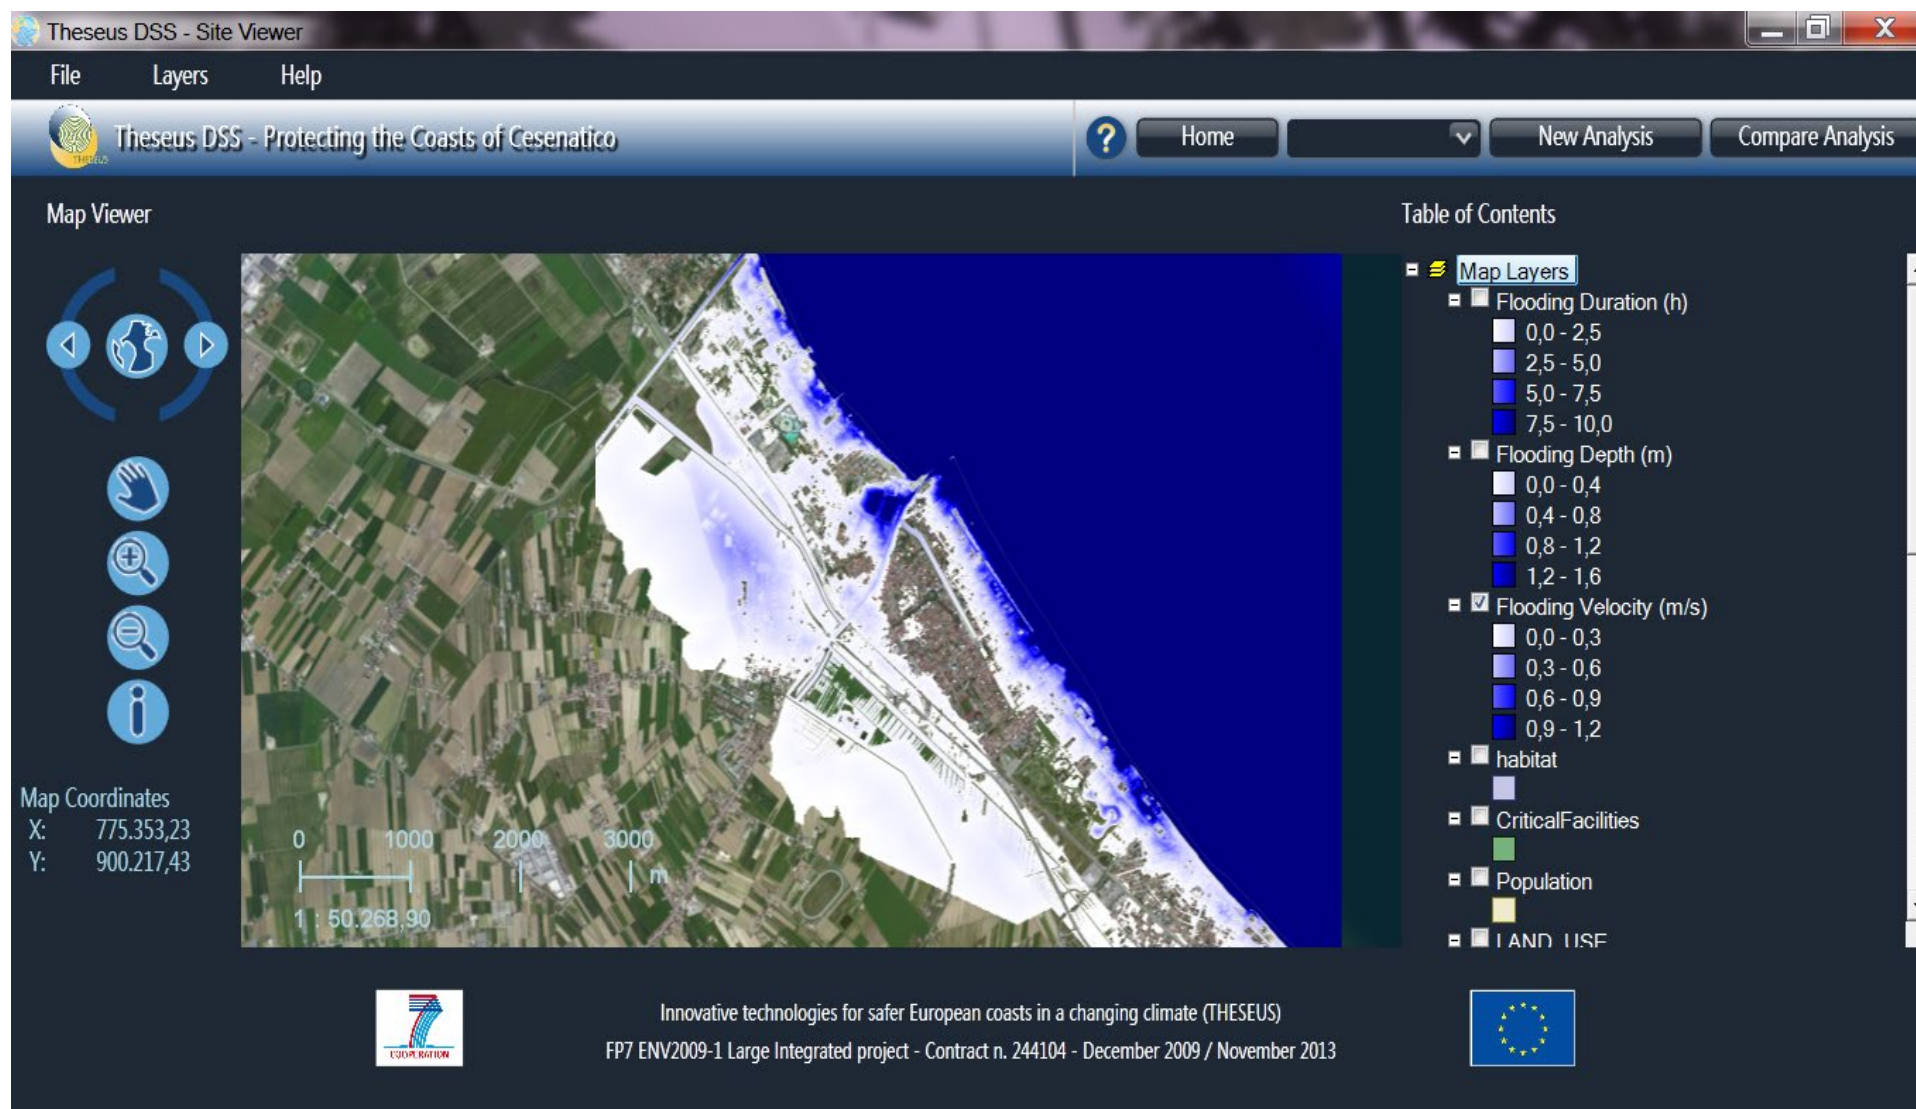 Theseus DSS - Site Viewer
File Layers Help
THESEUS
Theseus DSS - Protecting the Coasts of Cesenatico
? Home New Analysis Compare Analysis
Map Viewer
Table of Contents
Map Layers
Flooding Duration (h)
0,0 - 2,5
2,5 - 5,0
5,0 - 7,5
7,5 - 10,0
Flooding Depth (m)
0,0 - 0,4
0,4 - 0,8
0,8 - 1,2
1,2 - 1,6
Flooding Velocity (m/s)
0,0 - 0,3
0,3 - 0,6
0,6 - 0,9
0,9 - 1,2
habitat
CriticalFacilities
Population
LAND_USE
Map Coordinates
X: 775.353,23
Y: 900.217,43
0 1000 2000 3000
m
1 : 50.268,90
7
COOPERATION
Innovative technologies for safer European coasts in a changing climate (THESEUS)
FP7 ENV2009-1 Large Integrated project - Contract n. 244104 - December 2009 / November 2013